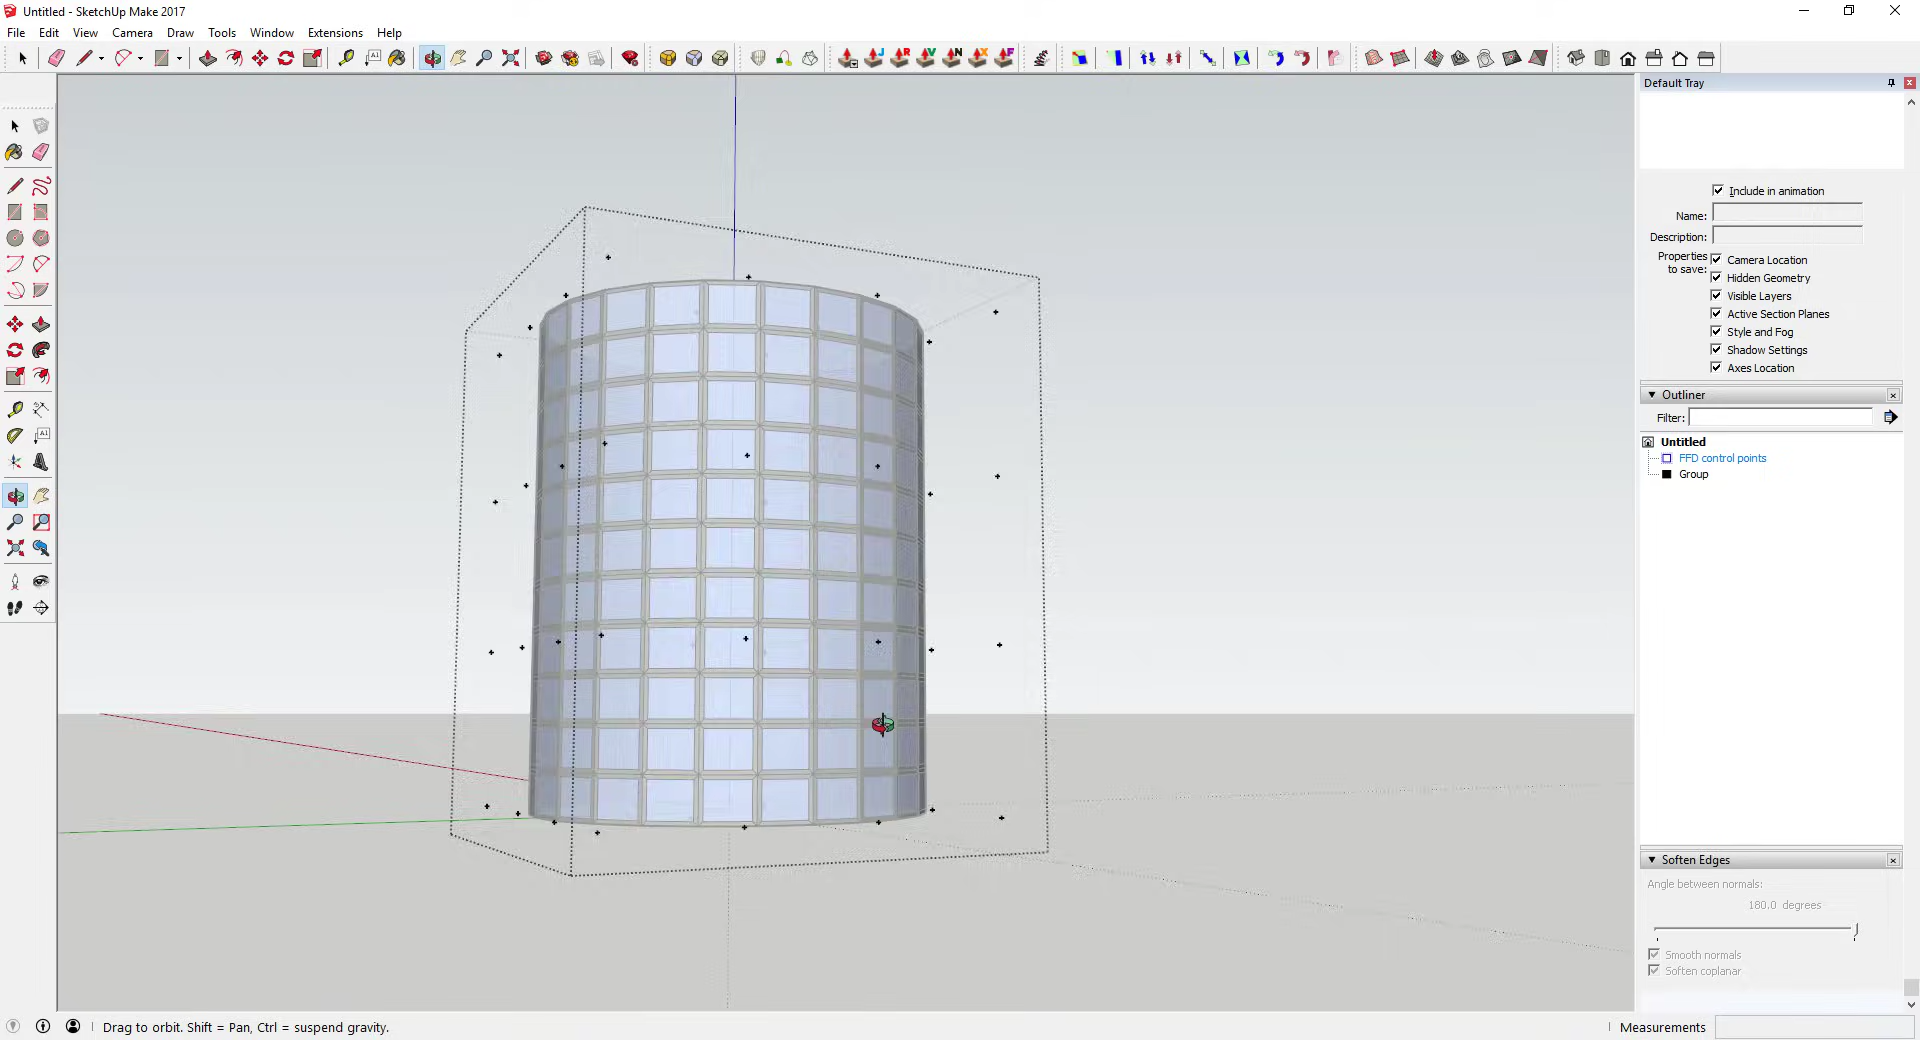 Untitled - SketchUp Make 2017
File Edit View Camera Draw Tools Window Extensions Help
Default Tray
Include in animation
Name:
Description:
Properties
to save:
Camera Location
Hidden Geometry
Visible Layers
Active Section Planes
Style and Fog
Shadow Settings
Axes Location
Outliner
Filter:
Untitled
FFD control points
Group
Soften Edges
Angle between normals:
180.0 degrees
Smooth normals
Soften coplanar
Drag to orbit. Shift = Pan, Ctrl = suspend gravity.
Measurements